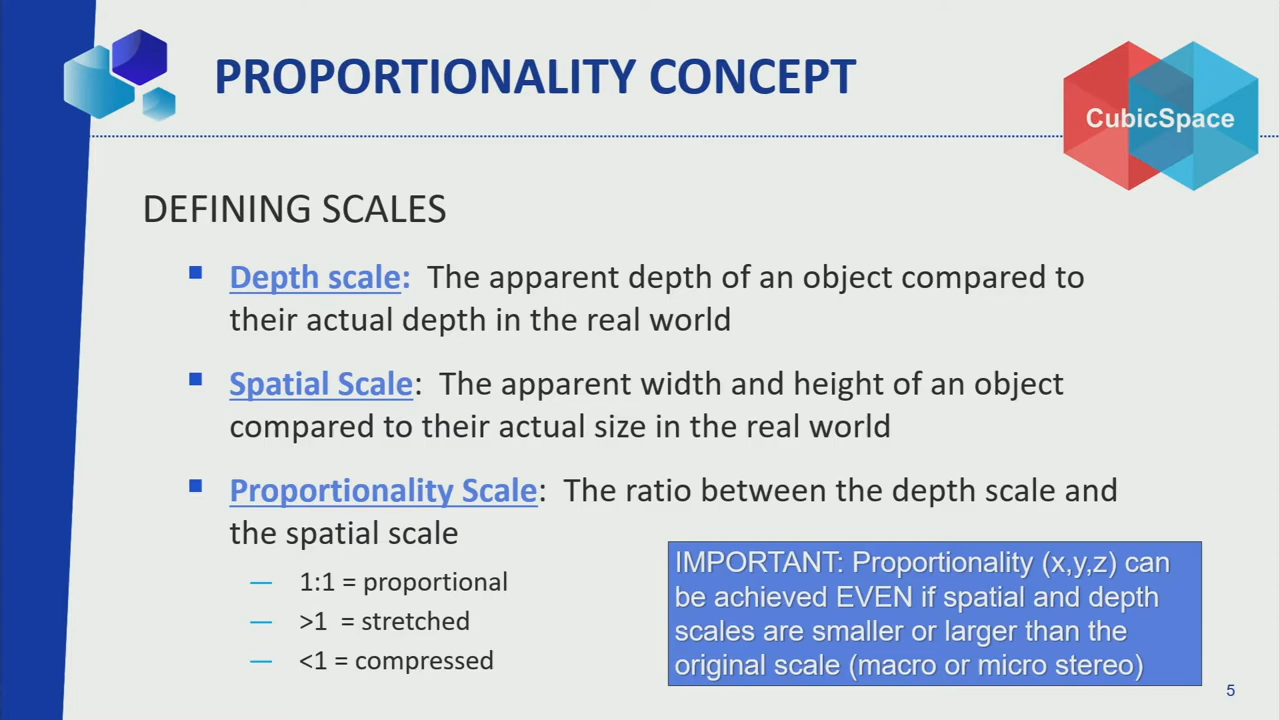 PROPORTIONALITY CONCEPT
CubicSpace
DEFINING SCALES
Depth scale: The apparent depth of an object compared to
their actual depth in the real world
Spatial Scale: The apparent width and height of an object
compared to their actual size in the real world
Proportionality Scale: The ratio between the depth scale and
the spatial scale
— 1:1 = proportional
— >1 = stretched
— <1 = compressed
IMPORTANT: Proportionality (x,y,z) can
be achieved EVEN if spatial and depth
scales are smaller or larger than the
original scale (macro or micro stereo)
5